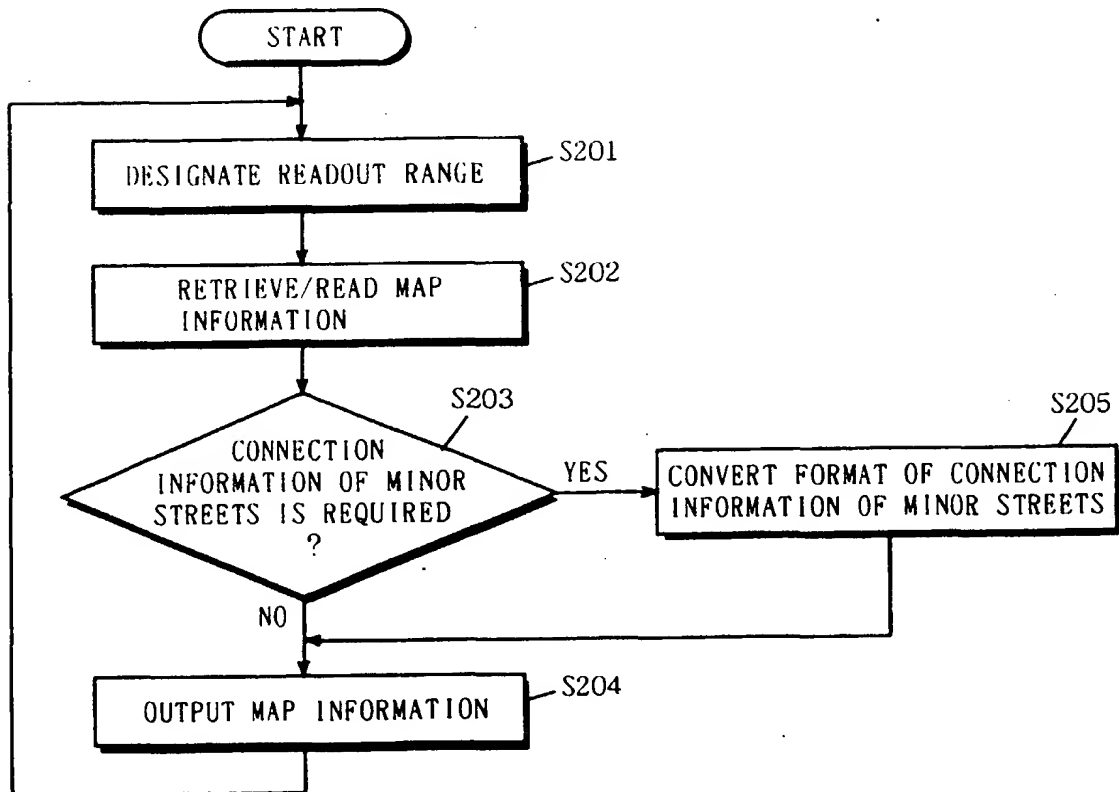 START
DESIGNATE READOUT RANGE
S201
RETRIEVE/READ MAP
INFORMATION
S202
CONNECTION
INFORMATION OF MINOR
STREETS IS REQUIRED
?
S203
YES
CONVERT FORMAT OF CONNECTION
INFORMATION OF MINOR STREETS
S205
NO
OUTPUT MAP INFORMATION
S204